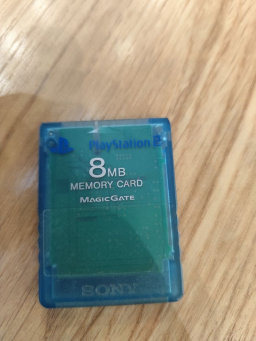 PlayStation 2
8MB
MEMORY CARD
MAGICGATE
SONY